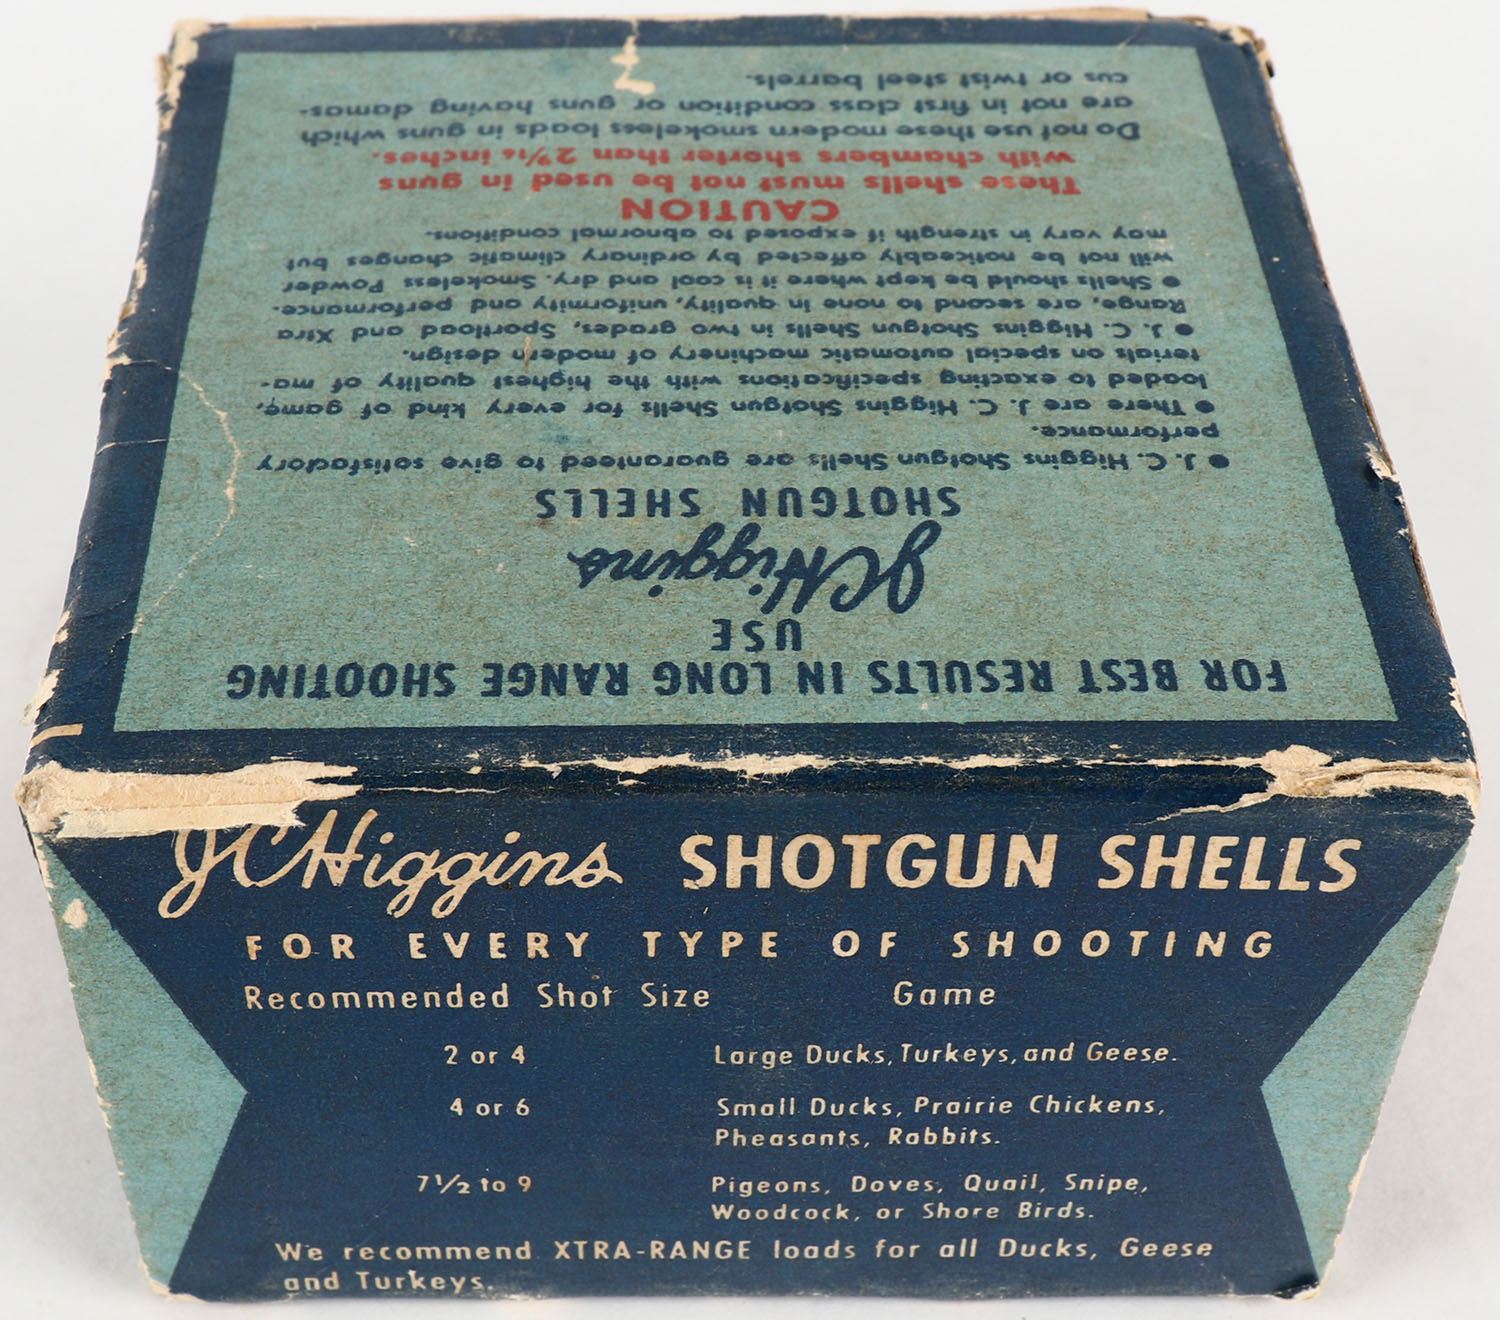 FOR BEST RESULTS IN LONG RANGE SHOOTING
USE
J.C. Higgins
SHOTGUN SHELLS
• J. C. Higgins Shotgun Shells are guaranteed to give satisfactory
performance.
• There are J. C. Higgins Shotgun Shells for every kind of game,
loaded to exacting specifications with the highest quality of ma-
terials on special automatic machinery of modern design.
• J. C. Higgins Shotgun Shells in two grades, Sportload and Xtra
Range, are second to none in quality, uniformity and performance.
• Shells should be kept where it is cool and dry. Smokeless Powder
will not be noticeably affected by ordinary climatic changes but
may vary in strength if exposed to abnormal conditions.
CAUTION
These shells must not be used in guns
with chambers shorter than 2 9/16 inches.
Do not use these modern smokeless loads in guns which
are not in first class condition or guns having damas-
cus or twist steel barrels.
JC Higgins SHOTGUN SHELLS
FOR EVERY TYPE OF SHOOTING
Recommended Shot Size Game
2 or 4 Large Ducks, Turkeys, and Geese.
4 or 6 Small Ducks, Prairie Chickens,
Pheasants, Rabbits.
7½ to 9 Pigeons, Doves, Quail, Snipe,
Woodcock, or Shore Birds.
We recommend XTRA-RANGE loads for all Ducks, Geese
and Turkeys.